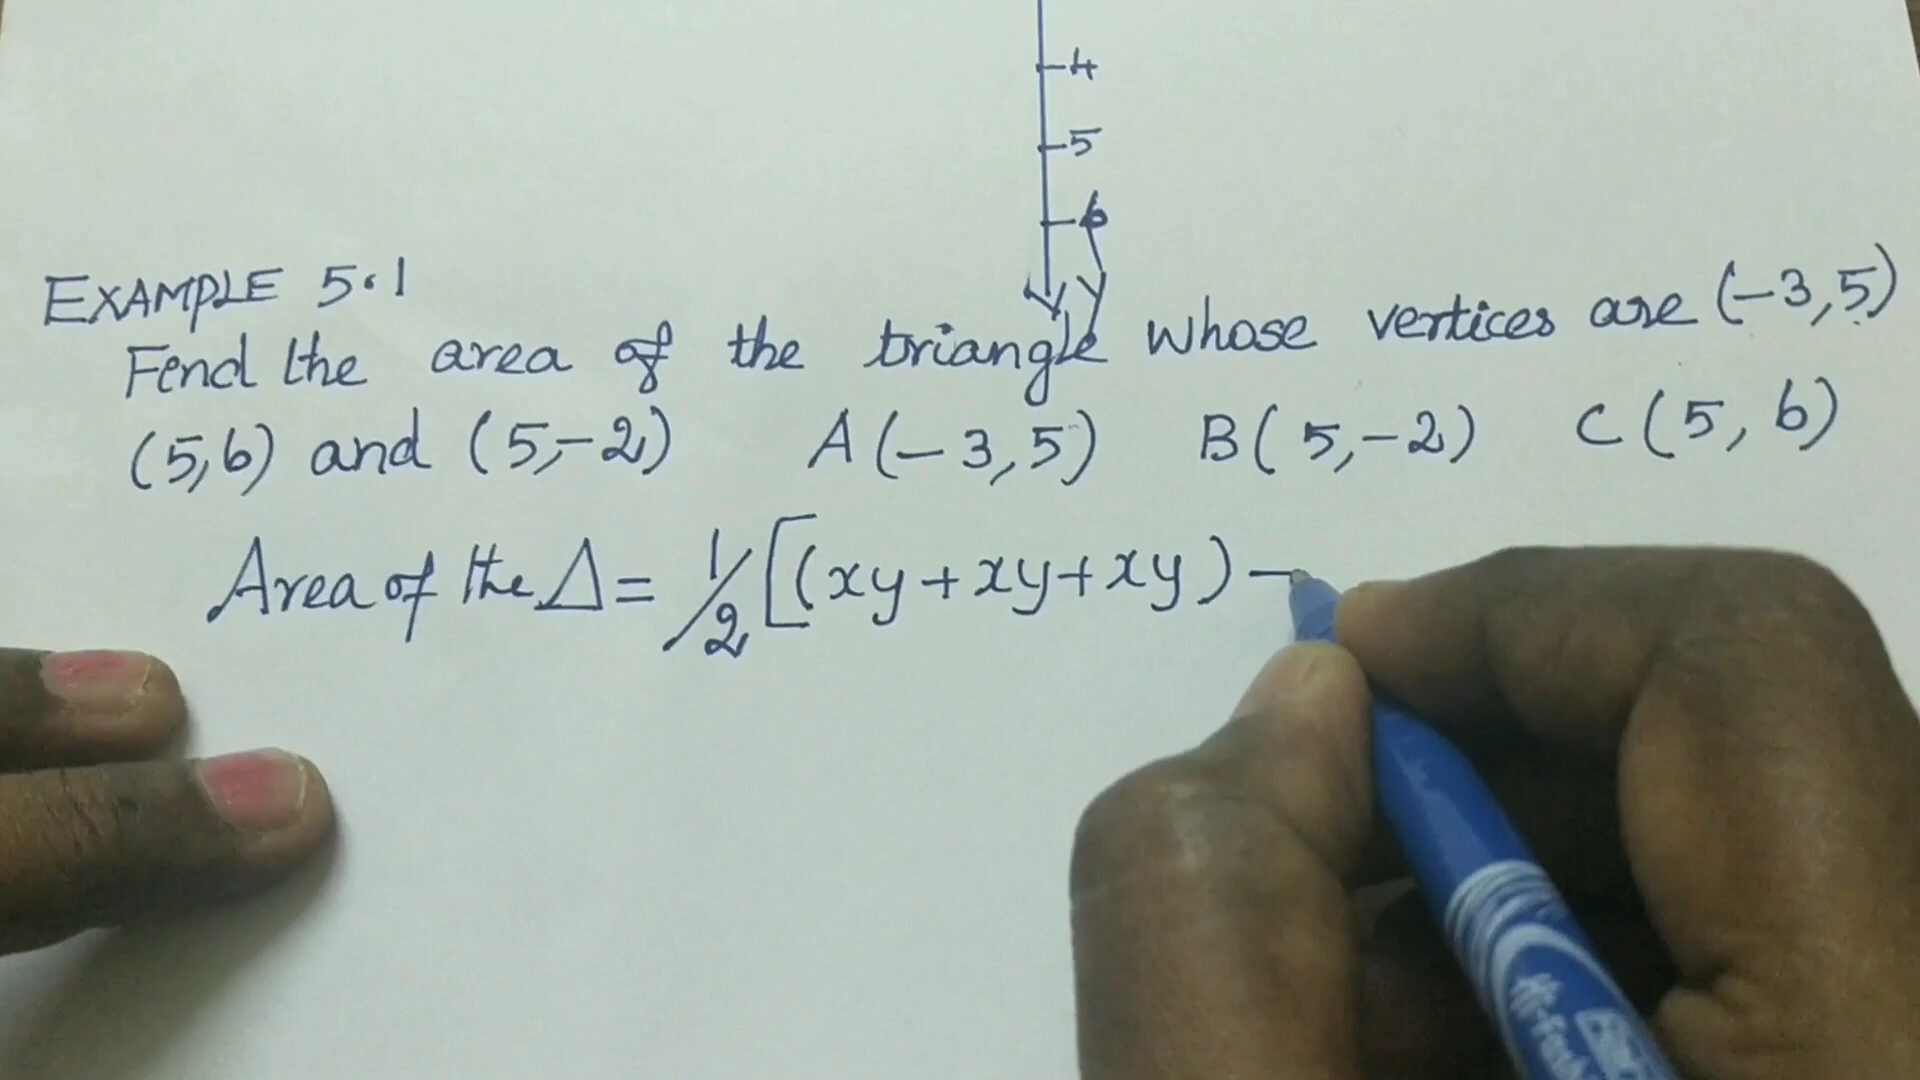 -4
-5
-6
Y
EXAMPLE 5.1
Fend the area of the triangle whose vertices are (-3,5)
(5,6) and (5,-2) A(-3,5) B(5,-2) C(5,6)
Area of the Δ = 1/2 [(xy+xy+xy) -